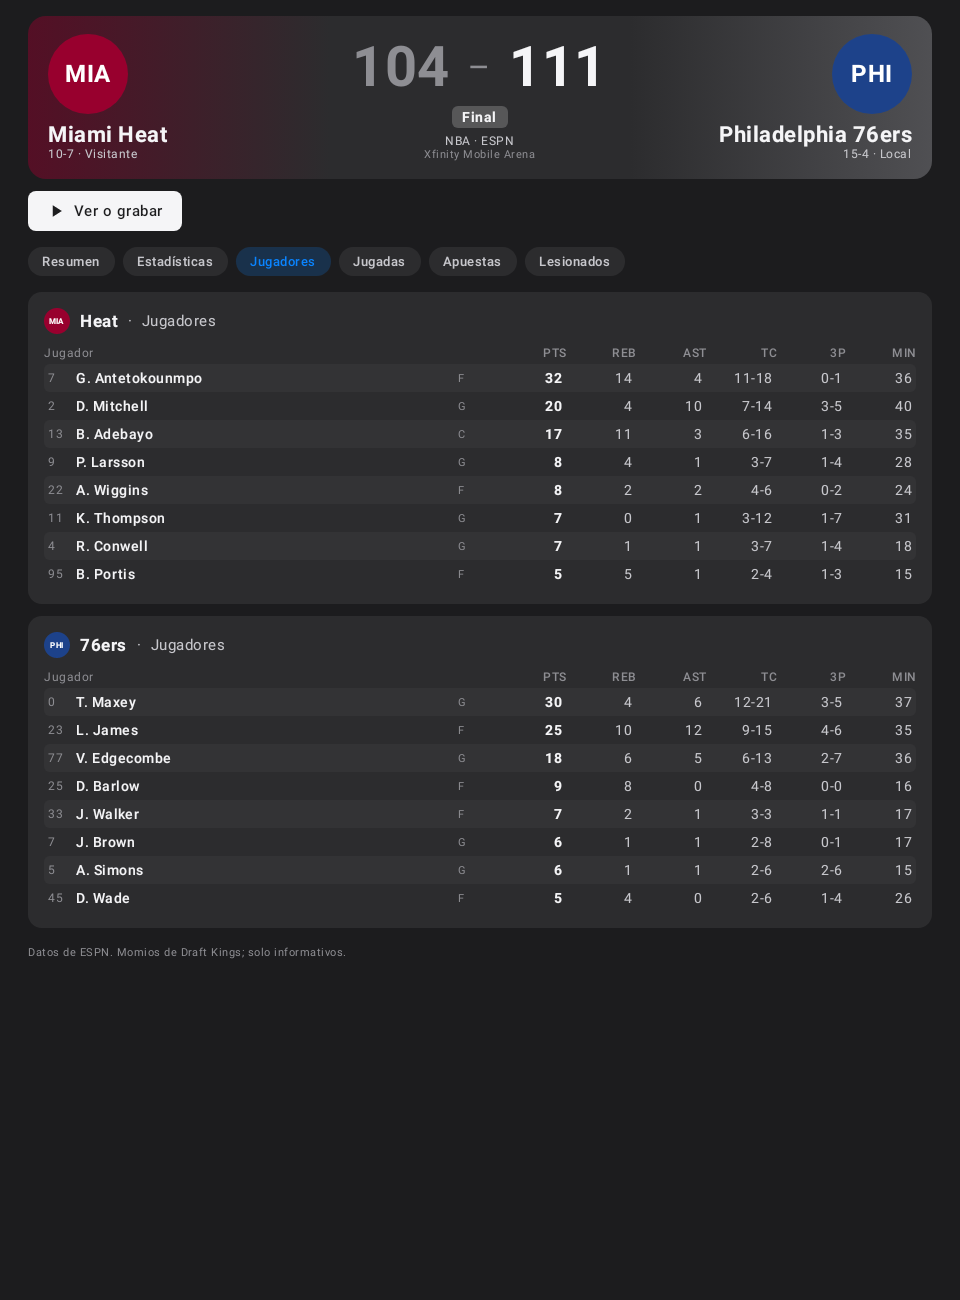 MIA
104 – 111
PHI
Final
Miami Heat
Philadelphia 76ers
10-7 · Visitante
NBA · ESPN
15-4 · Local
Xfinity Mobile Arena
Ver o grabar
Resumen Estadísticas Jugadores Jugadas Apuestas Lesionados
MIA Heat · Jugadores
Jugador PTS REB AST TC 3P MIN
7 G. Antetokounmpo F 32 14 4 11-18 0-1 36
2 D. Mitchell G 20 4 10 7-14 3-5 40
13 B. Adebayo C 17 11 3 6-16 1-3 35
9 P. Larsson G 8 4 1 3-7 1-4 28
22 A. Wiggins F 8 2 2 4-6 0-2 24
11 K. Thompson G 7 0 1 3-12 1-7 31
4 R. Conwell G 7 1 1 3-7 1-4 18
95 B. Portis F 5 5 1 2-4 1-3 15
PHI 76ers · Jugadores
Jugador PTS REB AST TC 3P MIN
0 T. Maxey G 30 4 6 12-21 3-5 37
23 L. James F 25 10 12 9-15 4-6 35
77 V. Edgecombe G 18 6 5 6-13 2-7 36
25 D. Barlow F 9 8 0 4-8 0-0 16
33 J. Walker F 7 2 1 3-3 1-1 17
7 J. Brown G 6 1 1 2-8 0-1 17
5 A. Simons G 6 1 1 2-6 2-6 15
45 D. Wade F 5 4 0 2-6 1-4 26
Datos de ESPN. Momios de Draft Kings; solo informativos.